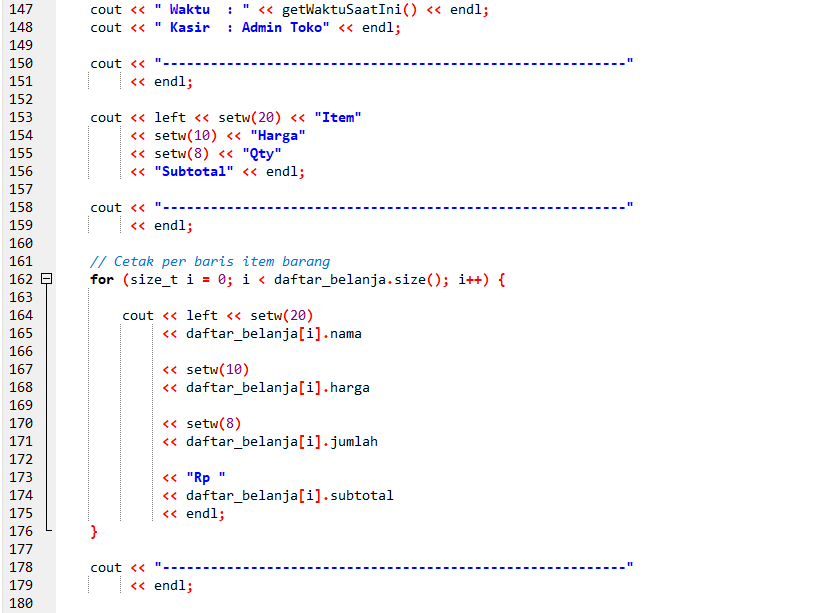 147 cout << " Waktu  : " << getWaktuSaatIni() << endl;
148 cout << " Kasir  : Admin Toko" << endl;
149
150 cout << "----------------------------------------------------------"
151 << endl;
152
153 cout << left << setw(20) << "Item"
154 << setw(10) << "Harga"
155 << setw(8) << "Qty"
156 << "Subtotal" << endl;
157
158 cout << "----------------------------------------------------------"
159 << endl;
160
161 // Cetak per baris item barang
162 for (size_t i = 0; i < daftar_belanja.size(); i++) {
163
164 cout << left << setw(20)
165 << daftar_belanja[i].nama
166
167 << setw(10)
168 << daftar_belanja[i].harga
169
170 << setw(8)
171 << daftar_belanja[i].jumlah
172
173 << "Rp "
174 << daftar_belanja[i].subtotal
175 << endl;
176 }
177
178 cout << "----------------------------------------------------------"
179 << endl;
180